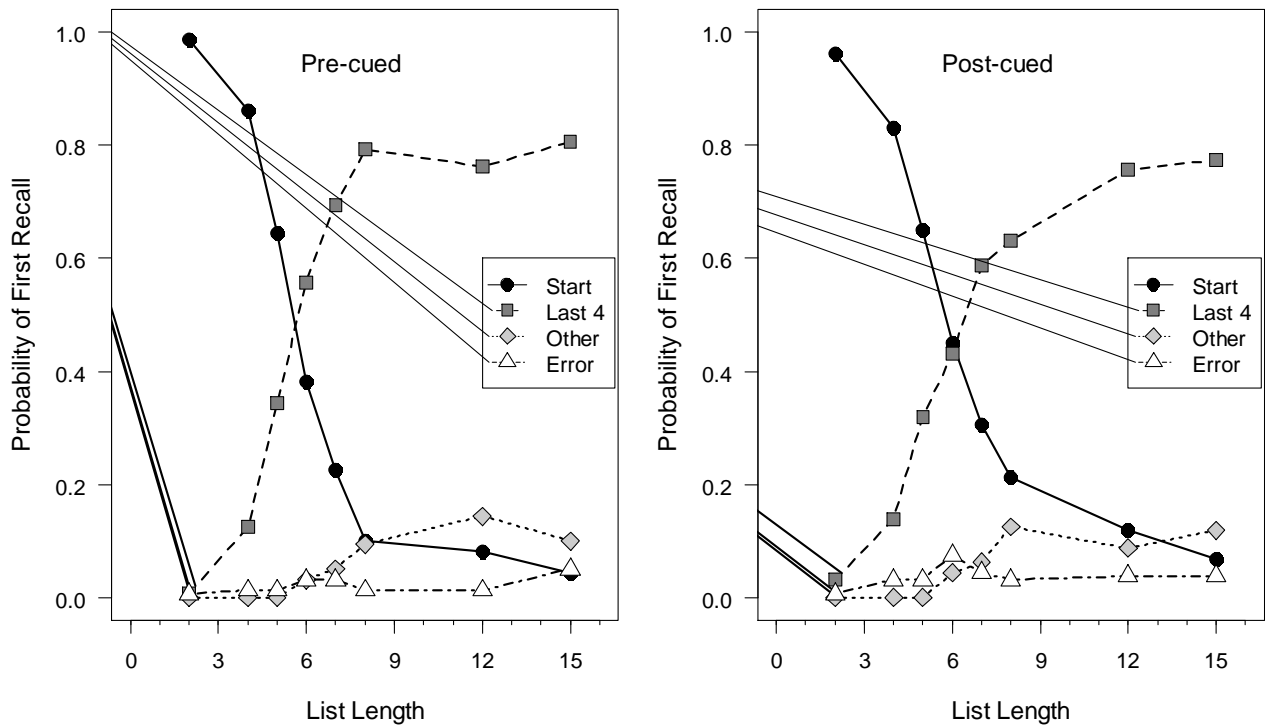 Pre-cued
Probability of First Recall
1.0
0.8
0.6
0.4
0.2
0.0
Start
Last 4
Other
Error
0 3 6 9 12 15
List Length
Post-cued
Probability of First Recall
1.0
0.8
0.6
0.4
0.2
0.0
Start
Last 4
Other
Error
0 3 6 9 12 15
List Length